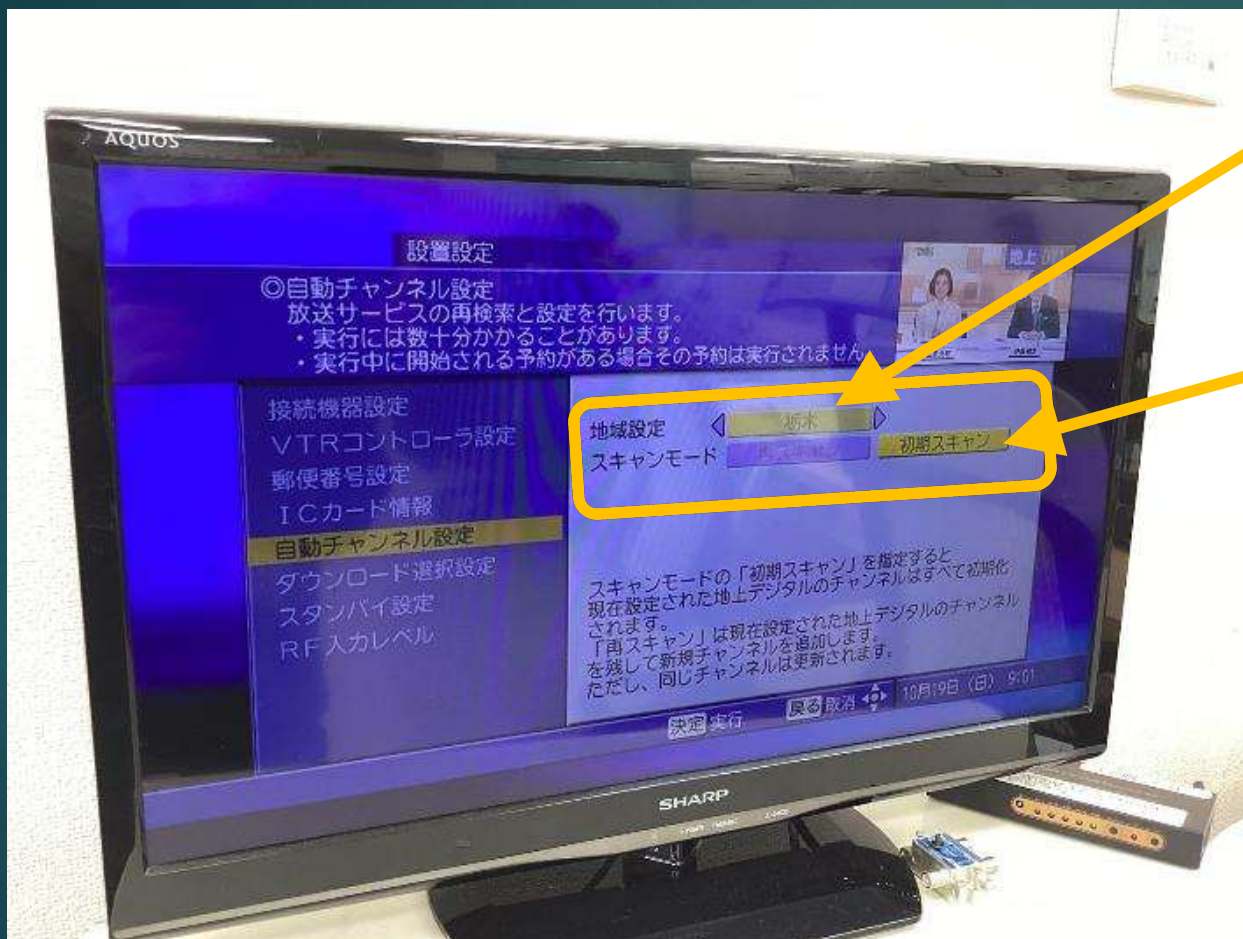 AQUOS
設置設定
地上
◎自動チャンネル設定
放送サービスの再検索と設定を行います。
・実行には数十分かかることがあります。
・実行中に開始される予約がある場合その予約は実行されません
接続機器設定
VTRコントローラ設定
郵便番号設定
ICカード情報
自動チャンネル設定
ダウンロード選択設定
スタンバイ設定
RF入力レベル
地域設定 栃木
スキャンモード 再スキャン 初期スキャン
スキャンモードの「初期スキャン」を指定すると
現在設定された地上デジタルのチャンネルはすべて初期化
されます。
「再スキャン」は現在設定された地上デジタルのチャンネル
を残して新規チャンネルを追加します。
ただし、同じチャンネルは更新されます。
決定 実行 戻る 取消 10月19日(日) 9:01
SHARP